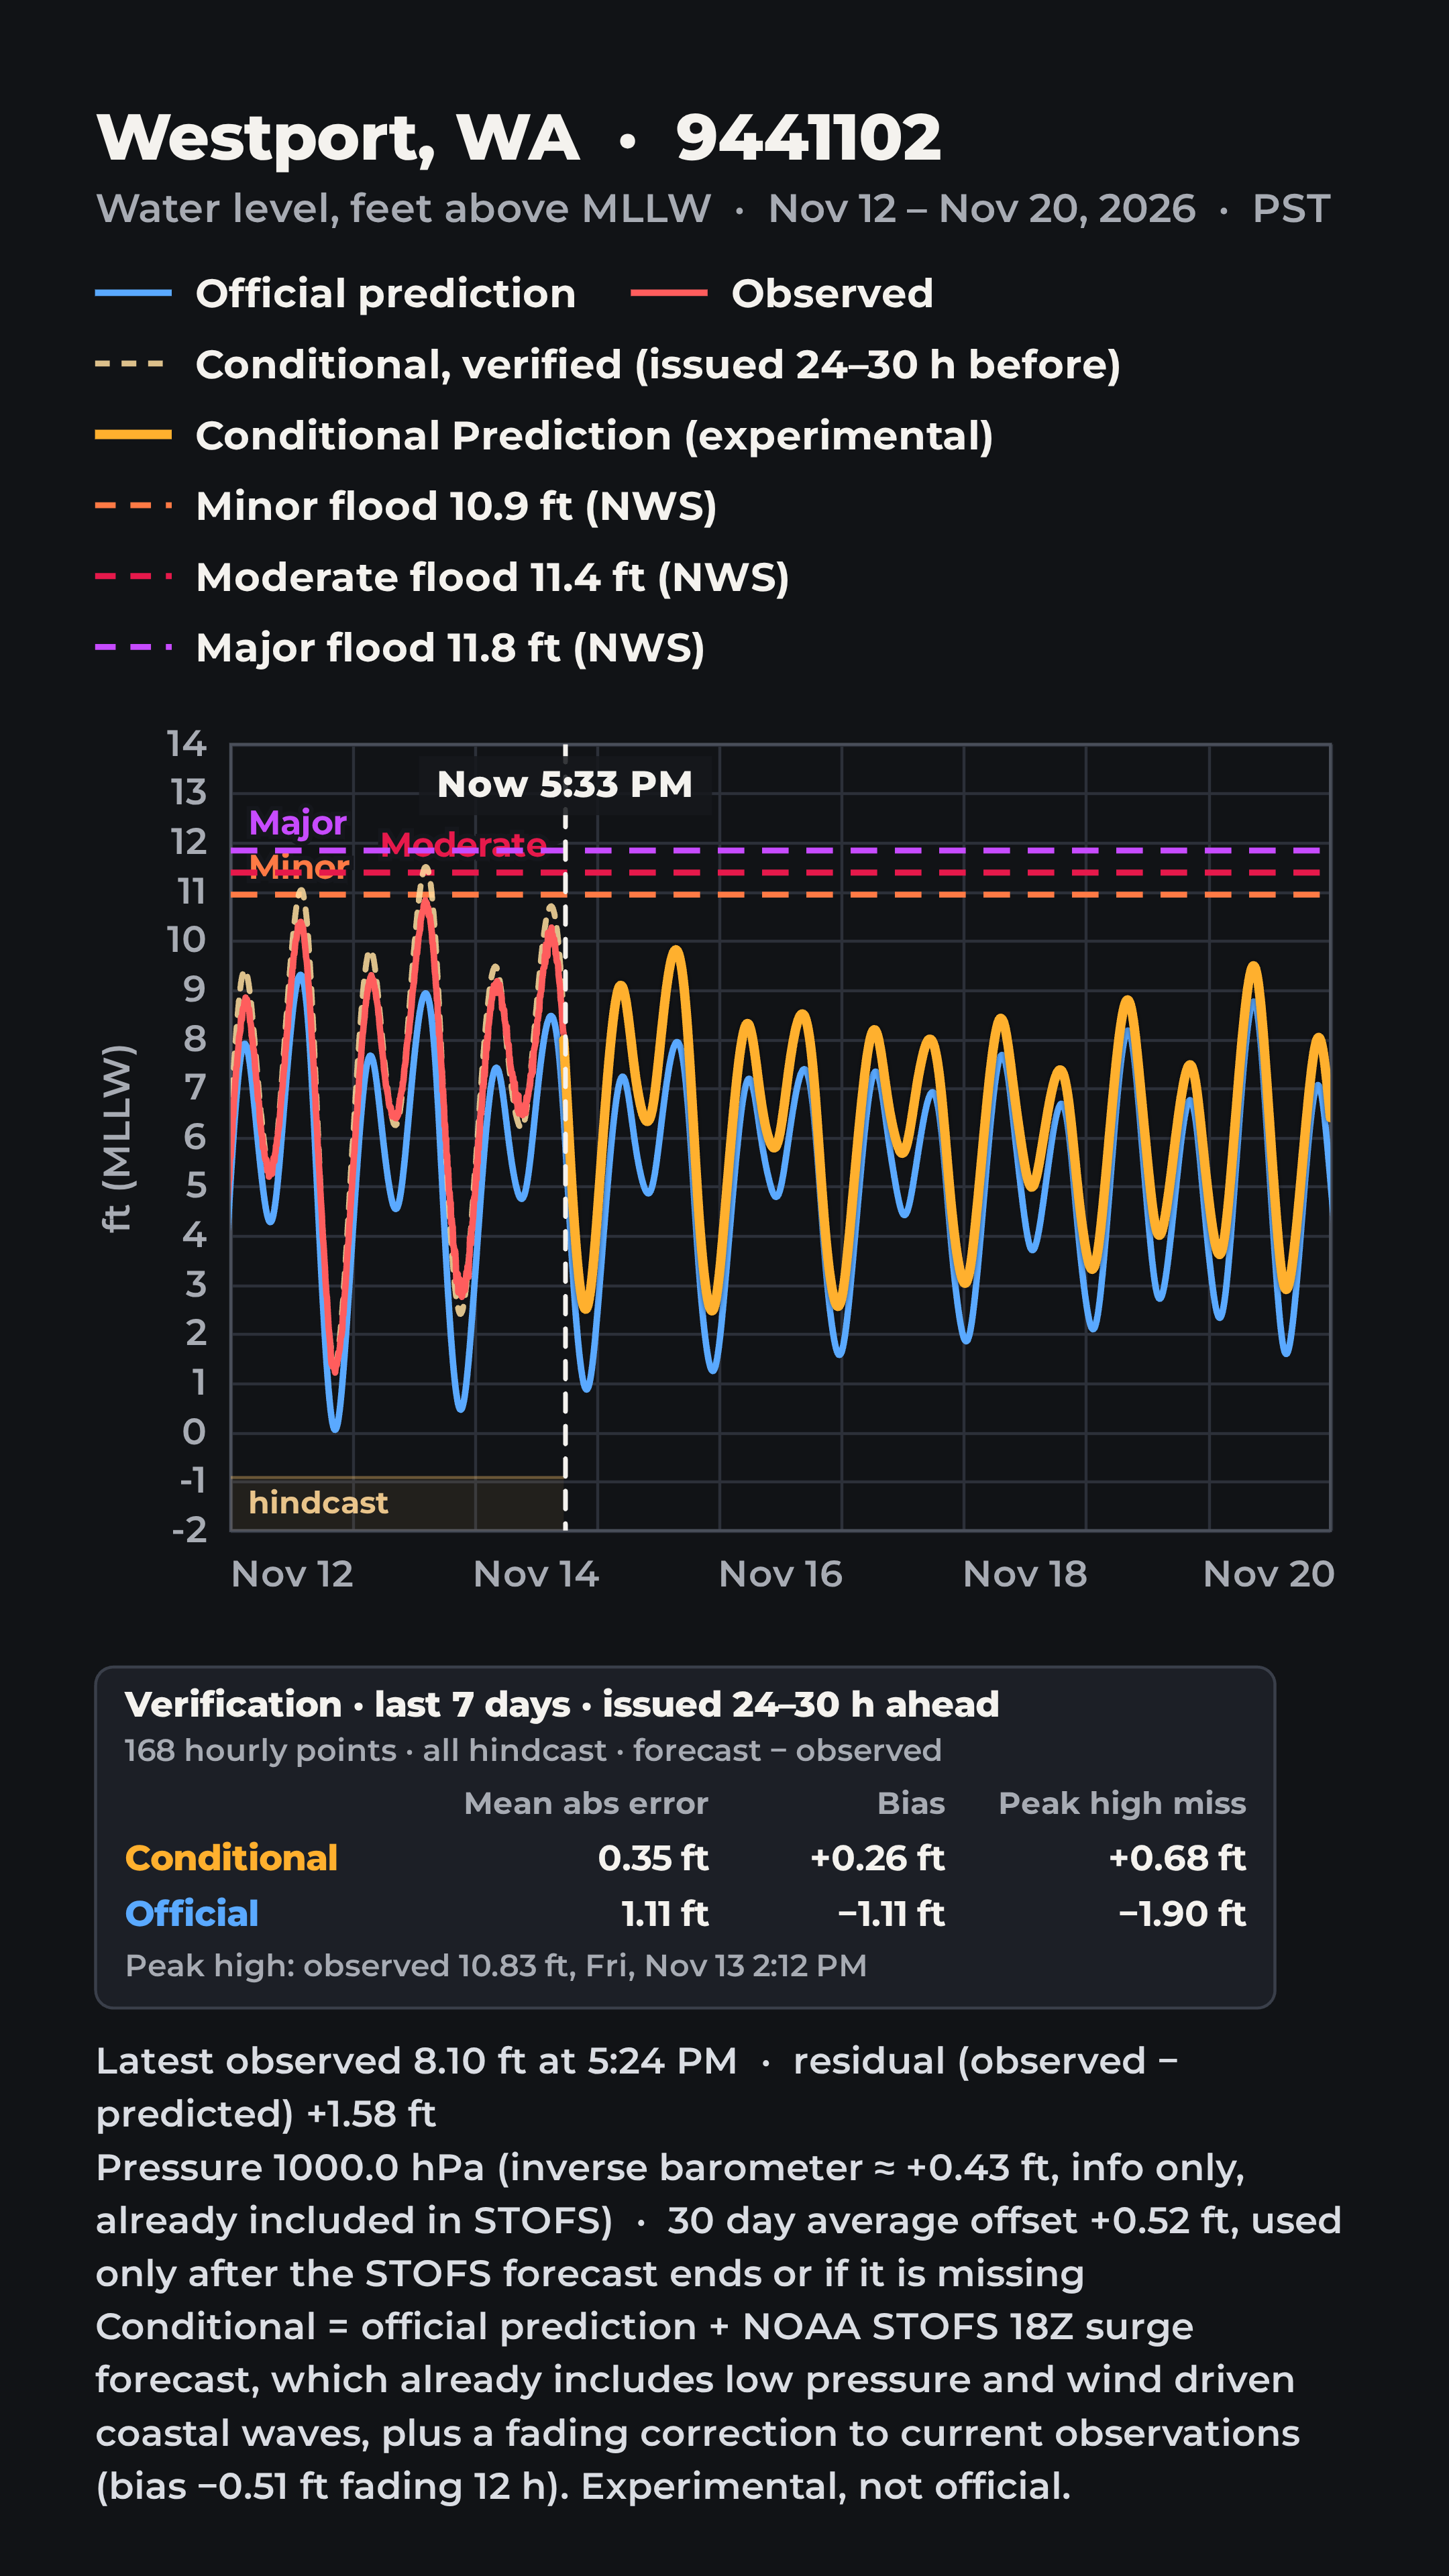 Westport, WA · 9441102
Water level, feet above MLLW · Nov 12 – Nov 20, 2026 · PST
Official prediction
Observed
Conditional, verified (issued 24–30 h before)
Conditional Prediction (experimental)
Minor flood 10.9 ft (NWS)
Moderate flood 11.4 ft (NWS)
Major flood 11.8 ft (NWS)
14
13
12
11
10
9
8
7
6
5
4
3
2
1
0
-1
-2
ft (MLLW)
Now 5:33 PM
Major
Moderate
Minor
hindcast
Nov 12
Nov 14
Nov 16
Nov 18
Nov 20
Verification · last 7 days · issued 24–30 h ahead
168 hourly points · all hindcast · forecast − observed
Mean abs error Bias Peak high miss
Conditional 0.35 ft +0.26 ft +0.68 ft
Official 1.11 ft −1.11 ft −1.90 ft
Peak high: observed 10.83 ft, Fri, Nov 13 2:12 PM
Latest observed 8.10 ft at 5:24 PM · residual (observed −
predicted) +1.58 ft
Pressure 1000.0 hPa (inverse barometer ≈ +0.43 ft, info only,
already included in STOFS) · 30 day average offset +0.52 ft, used
only after the STOFS forecast ends or if it is missing
Conditional = official prediction + NOAA STOFS 18Z surge
forecast, which already includes low pressure and wind driven
coastal waves, plus a fading correction to current observations
(bias −0.51 ft fading 12 h). Experimental, not official.